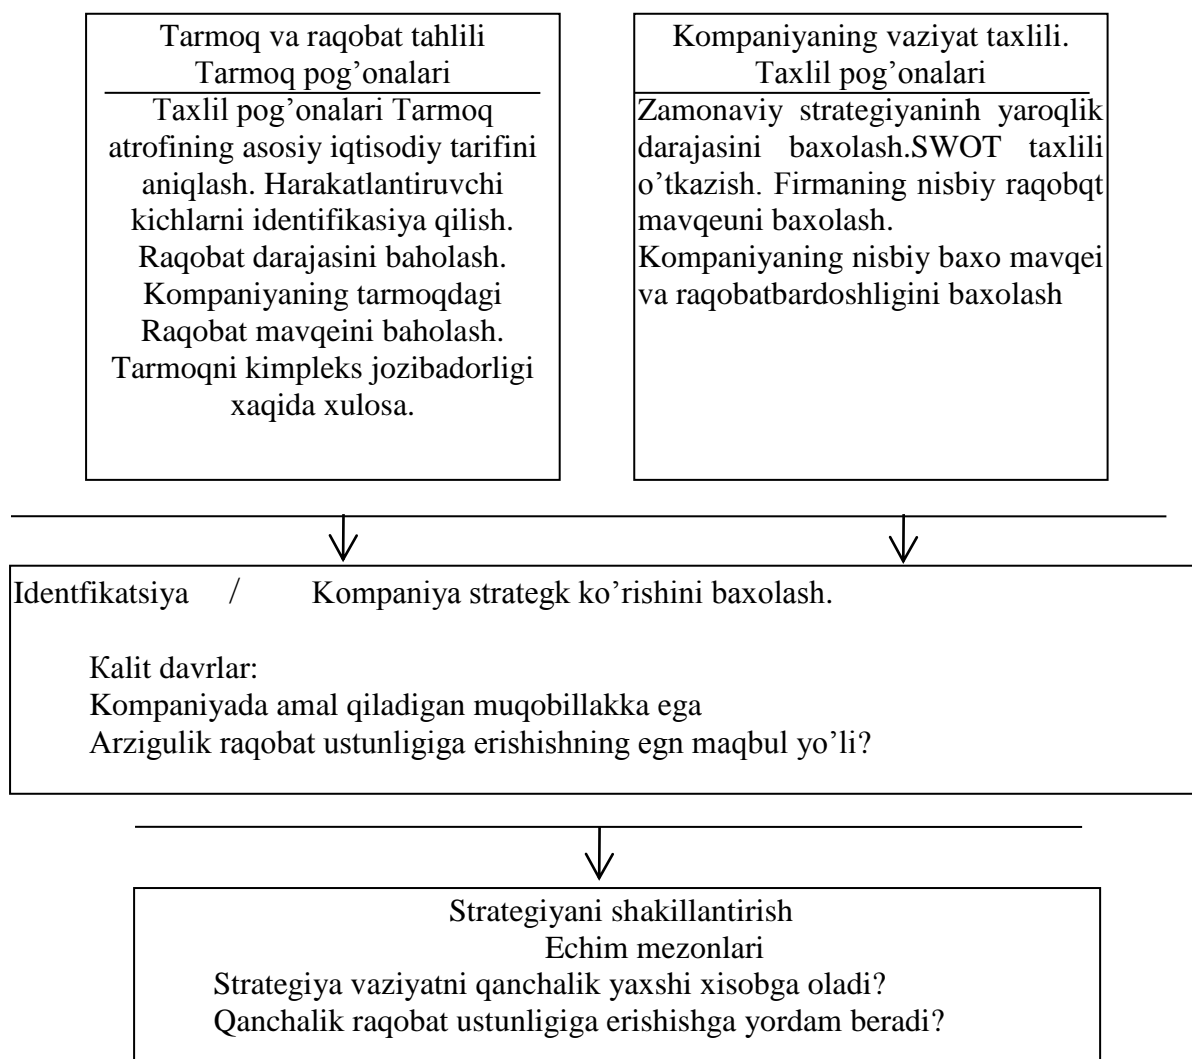 Tarmoq va raqobat tahlili
Tarmoq pog’onalari
Taxlil pog’onalari Tarmoq
atrofining asosiy iqtisodiy tarifini
aniqlash. Harakatlantiruvchi
kichlarni identifikasiya qilish.
Raqobat darajasini baholash.
Kompaniyaning tarmoqdagi
Raqobat mavqeini baholash.
Tarmoqni kimpleks jozibadorligi
xaqida xulosa.
Kompaniyaning vaziyat taxlili.
Taxlil pog’onalari
Zamonaviy strategiyaninh yaroqlik
darajasini baxolash.SWOT taxlili
o’tkazish. Firmaning nisbiy raqobqt
mavqeuni baxolash.
Kompaniyaning nisbiy baxo mavqei
va raqobatbardoshligini baxolash
Identfikatsiya / Kompaniya strategk ko’rishini baxolash.
Kalit davrlar:
Kompaniyada amal qiladigan muqobillakka ega
Arzigulik raqobat ustunligiga erishishning egn maqbul yo’li?
Strategiyani shakillantirish
Echim mezonlari
Strategiya vaziyatni qanchalik yaxshi xisobga oladi?
Qanchalik raqobat ustunligiga erishishga yordam beradi?